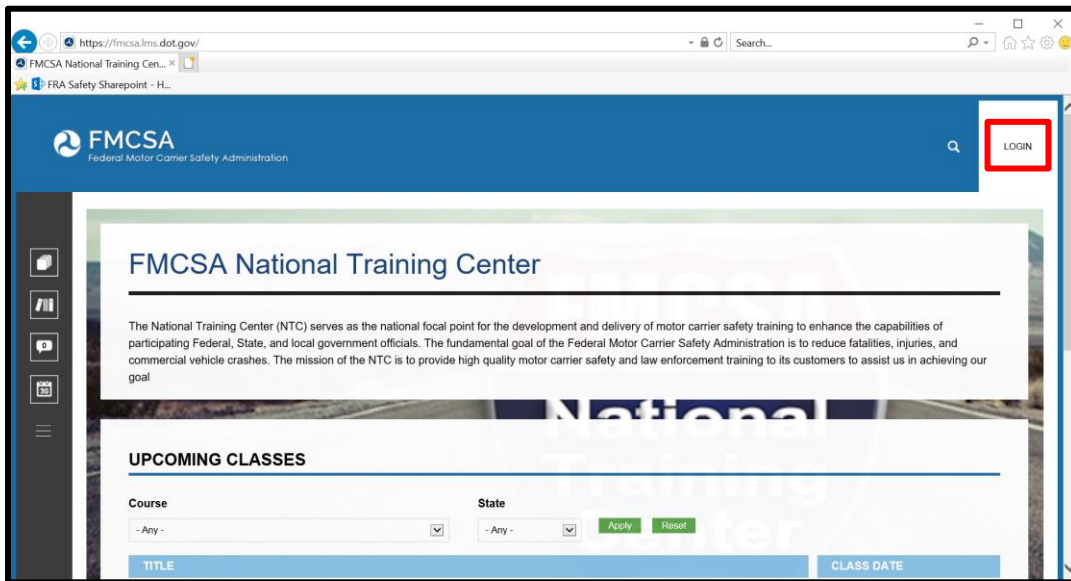 https://fmcsa.lms.dot.gov/
Search...
FMCSA National Training Cen...
FRA Safety Sharepoint - H...
FMCSA
Federal Motor Carrier Safety Administration
LOGIN
FMCSA National Training Center
The National Training Center (NTC) serves as the national focal point for the development and delivery of motor carrier safety training to enhance the capabilities of
participating Federal, State, and local government officials. The fundamental goal of the Federal Motor Carrier Safety Administration is to reduce fatalities, injuries, and
commercial vehicle crashes. The mission of the NTC is to provide high quality motor carrier safety and law enforcement training to its customers to assist us in achieving our
goal
0
30
FMCSA
National
Training
Center
UPCOMING CLASSES
Course
State
- Any -
- Any -
Apply
Reset
TITLE
CLASS DATE